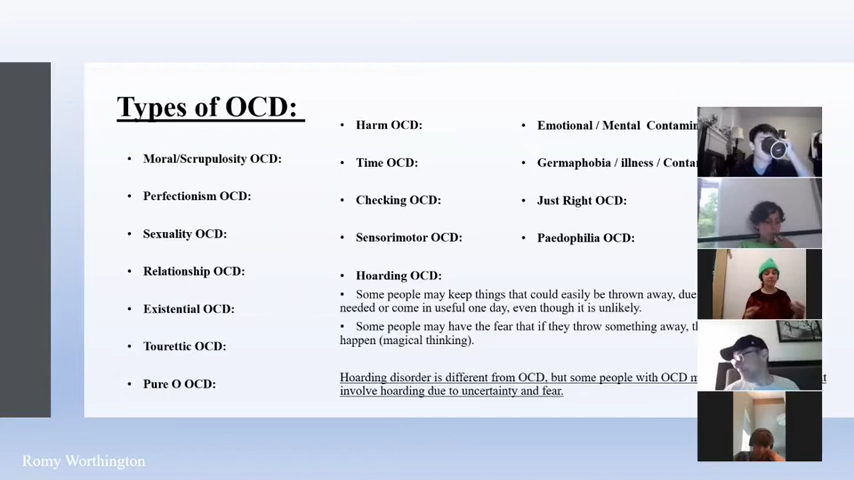 Types of OCD:
• Moral/Scrupulosity OCD:
• Perfectionism OCD:
• Sexuality OCD:
• Relationship OCD:
• Existential OCD:
• Tourettic OCD:
• Pure O OCD:
• Harm OCD:
• Time OCD:
• Checking OCD:
• Sensorimotor OCD:
• Hoarding OCD:
• Some people may keep things that could easily be thrown away, due
needed or come in useful one day, even though it is unlikely.
• Some people may have the fear that if they throw something away,
happen (magical thinking).
Hoarding disorder is different from OCD, but some people with OCD
involve hoarding due to uncertainty and fear.
• Emotional / Mental
• Germaphobia / illness /
• Just Right OCD:
• Paedophilia OCD:
Romy Worthington